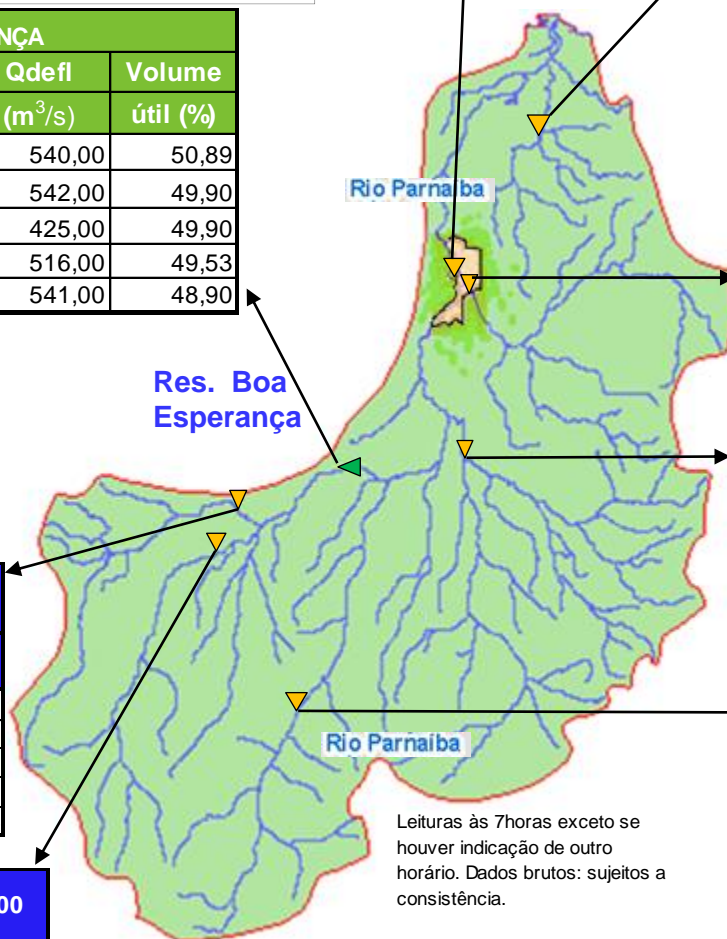 NÇA
Qdefl Volume
(m³/s) útil (%)
540,00 50,89
542,00 49,90
425,00 49,90
516,00 49,53
541,00 48,90
Rio Parnaíba
Res. Boa
Esperança
Rio Parnaíba
Leituras às 7horas exceto se
houver indicação de outro
horário. Dados brutos: sujeitos a
consistência.
00